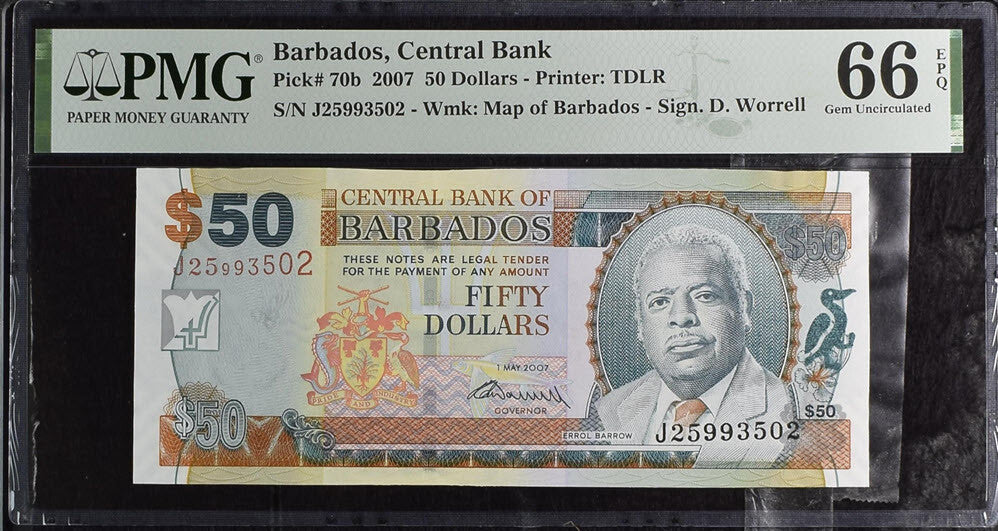 PMG®
PAPER MONEY GUARANTY
Barbados, Central Bank
Pick# 70b 2007 50 Dollars - Printer: TDLR
S/N J25993502 - Wmk: Map of Barbados - Sign. D. Worrell
66 EPQ
Gem Uncirculated
$50
J25993502
CENTRAL BANK OF
BARBADOS
THESE NOTES ARE LEGAL TENDER
FOR THE PAYMENT OF ANY AMOUNT
FIFTY
DOLLARS
1 MAY 2007
GOVERNOR
PRIDE AND INDUSTRY
$50
$50
ERROL BARROW
$50
J25993502